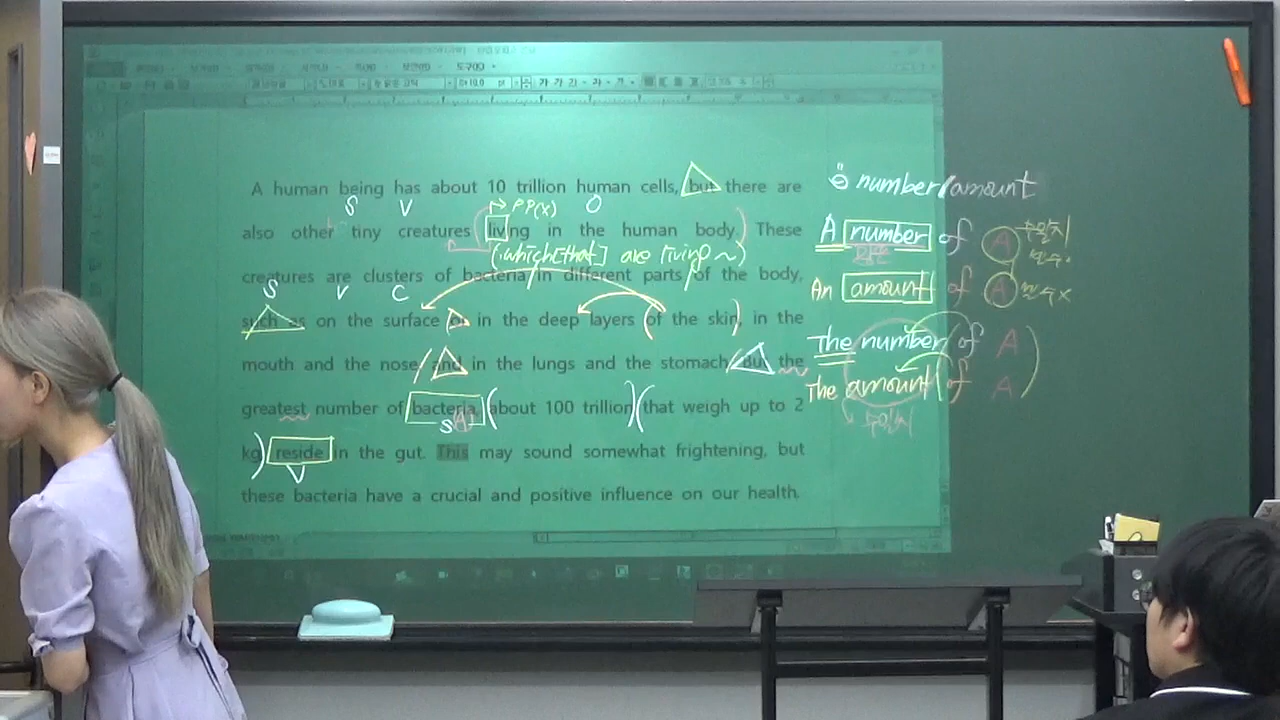 A human being has about 10 trillion human cells, but there are
S V PP(X) O
also other tiny creatures living in the human body. These
(which[that] are living ~)
creatures are clusters of bacteria in different parts of the body,
S V C
such as on the surface or in the deep layers of the skin, in the
mouth and the nose and in the lungs and the stomach. But the
greatest number of bacteria, about 100 trillion that weigh up to 2
S
kg reside in the gut. This may sound somewhat frightening, but
V
these bacteria have a crucial and positive influence on our health.
number/amount
A number of A
An amount of A
The number of A
The amount of A